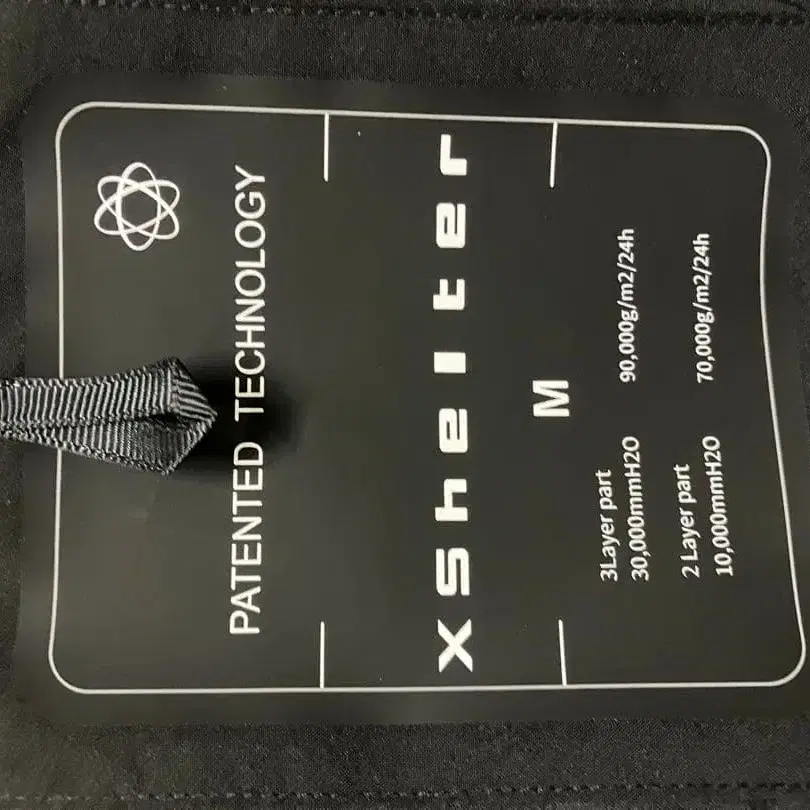 PATENTED TECHNOLOGY
XShelter
M
3Layer part
30,000mmH2O 90,000g/m2/24h
2 Layer part
10,000mmH2O 70,000g/m2/24h